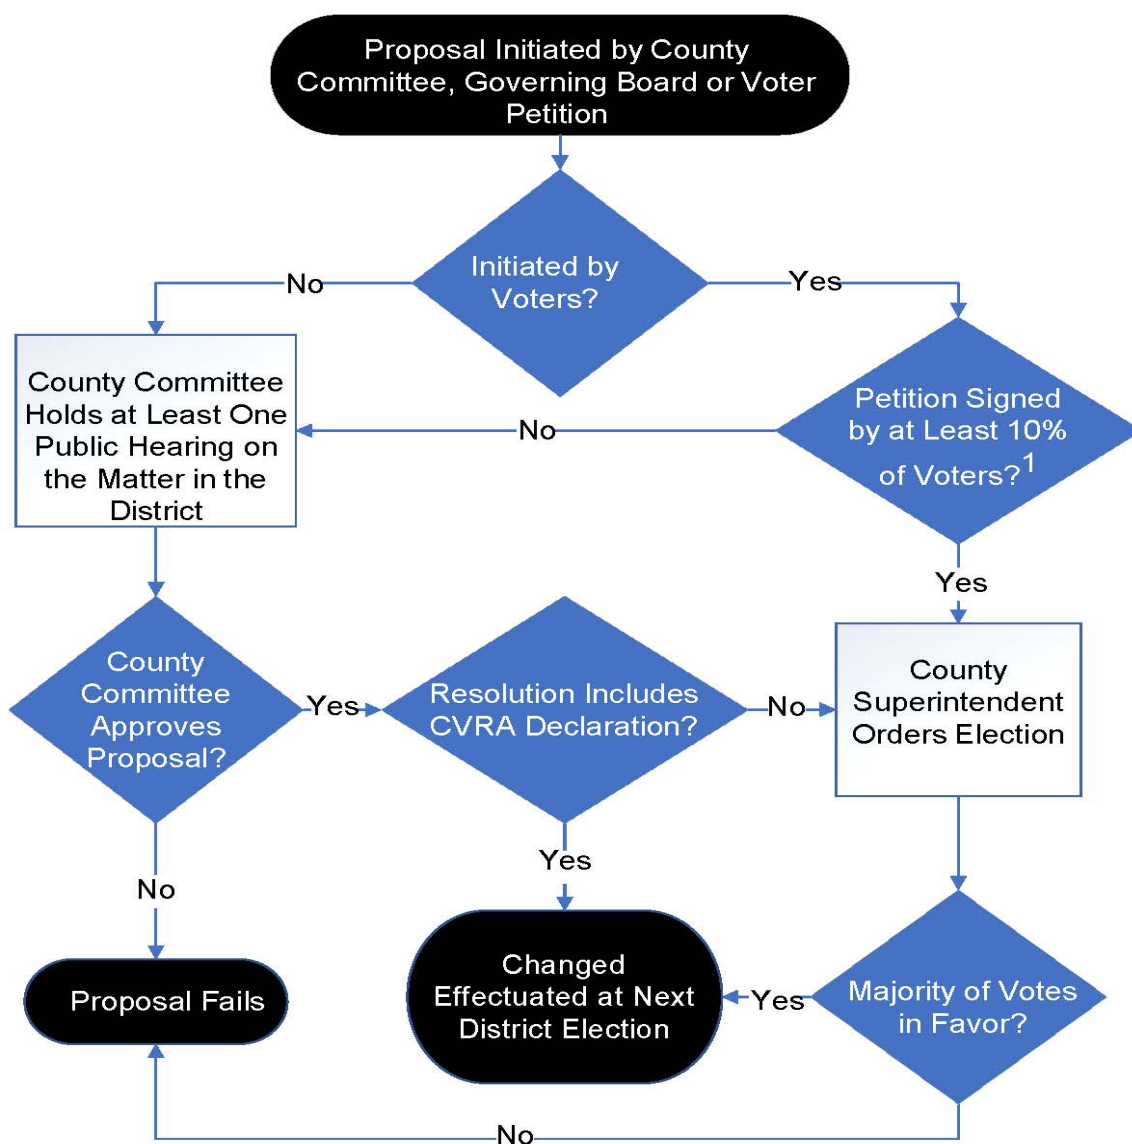 Proposal Initiated by County
Committee, Governing Board or Voter
Petition
Initiated by
Voters?
No
Yes
County Committee
Holds at Least One
Public Hearing on
the Matter in the
District
No
Petition Signed
by at Least 10%
of Voters?1
Yes
County
Committee
Approves
Proposal?
Yes
Resolution Includes
CVRA Declaration?
No
County
Superintendent
Orders Election
No
Yes
Proposal Fails
Changed
Effectuated at Next
District Election
Yes
Majority of Votes
in Favor?
No